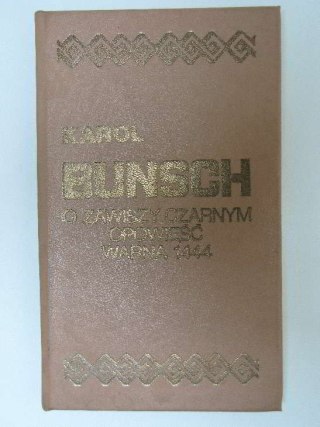 KAROL
BUNSCH
O ZAWISZY CZARNYM
OPOWIEŚĆ
WARNA 1444